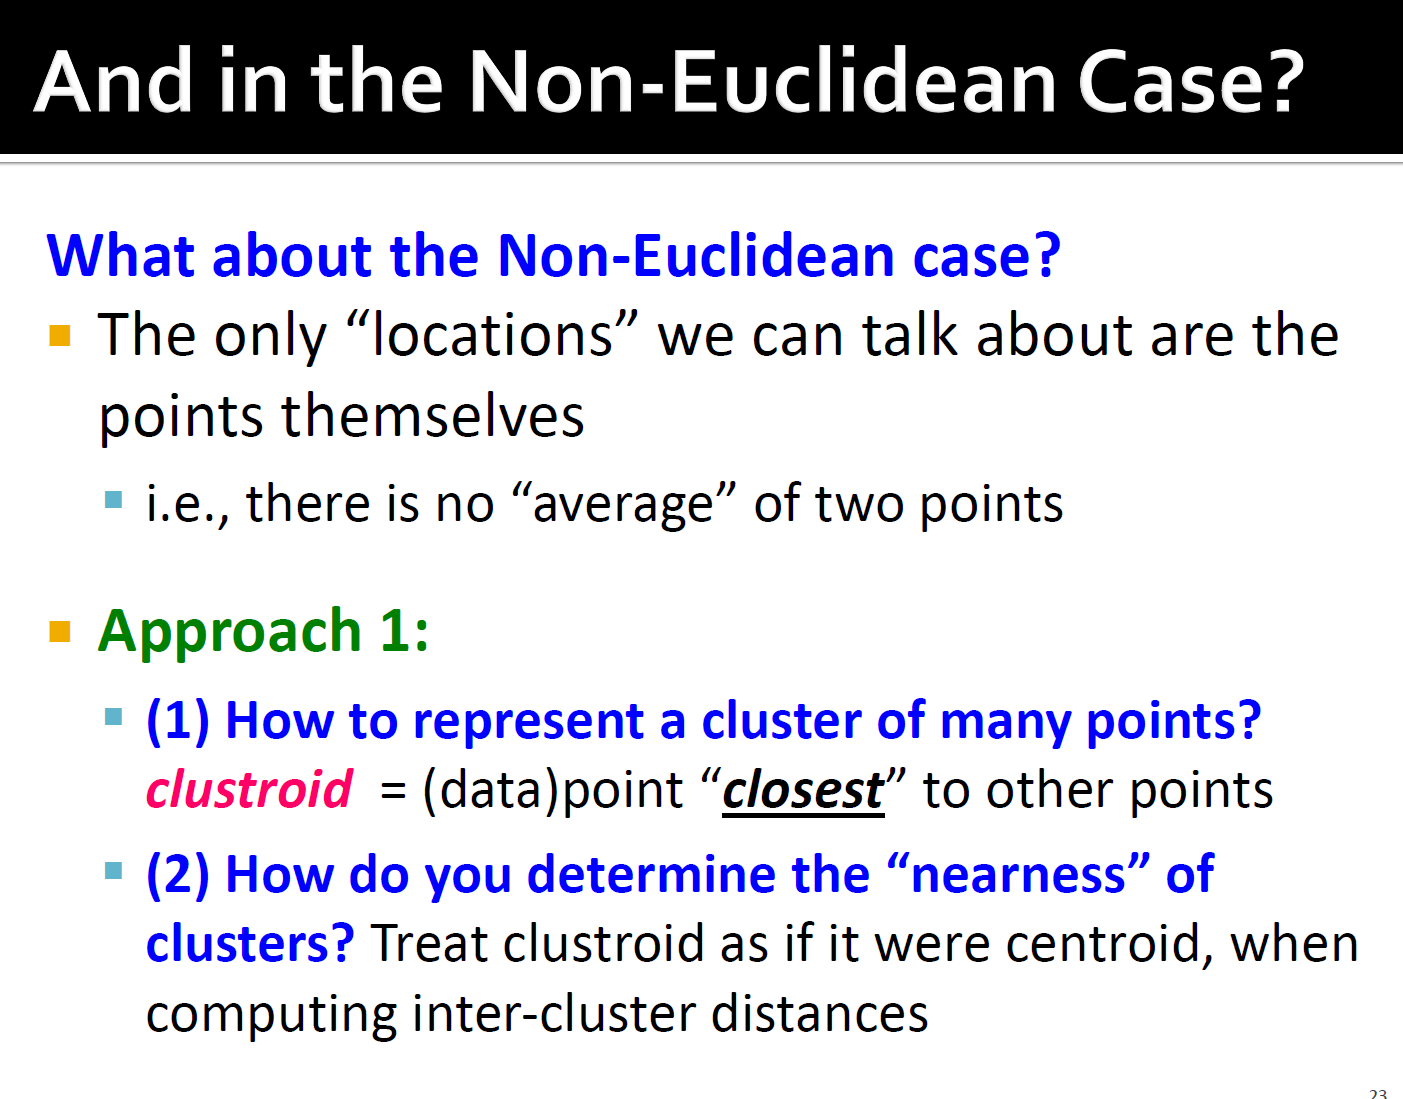 And in the Non-Euclidean Case?
What about the Non-Euclidean case?
The only “locations” we can talk about are the
points themselves
i.e., there is no “average” of two points
Approach 1:
(1) How to represent a cluster of many points?
clustroid = (data)point “closest” to other points
(2) How do you determine the “nearness” of
clusters? Treat clustroid as if it were centroid, when
computing inter-cluster distances
23